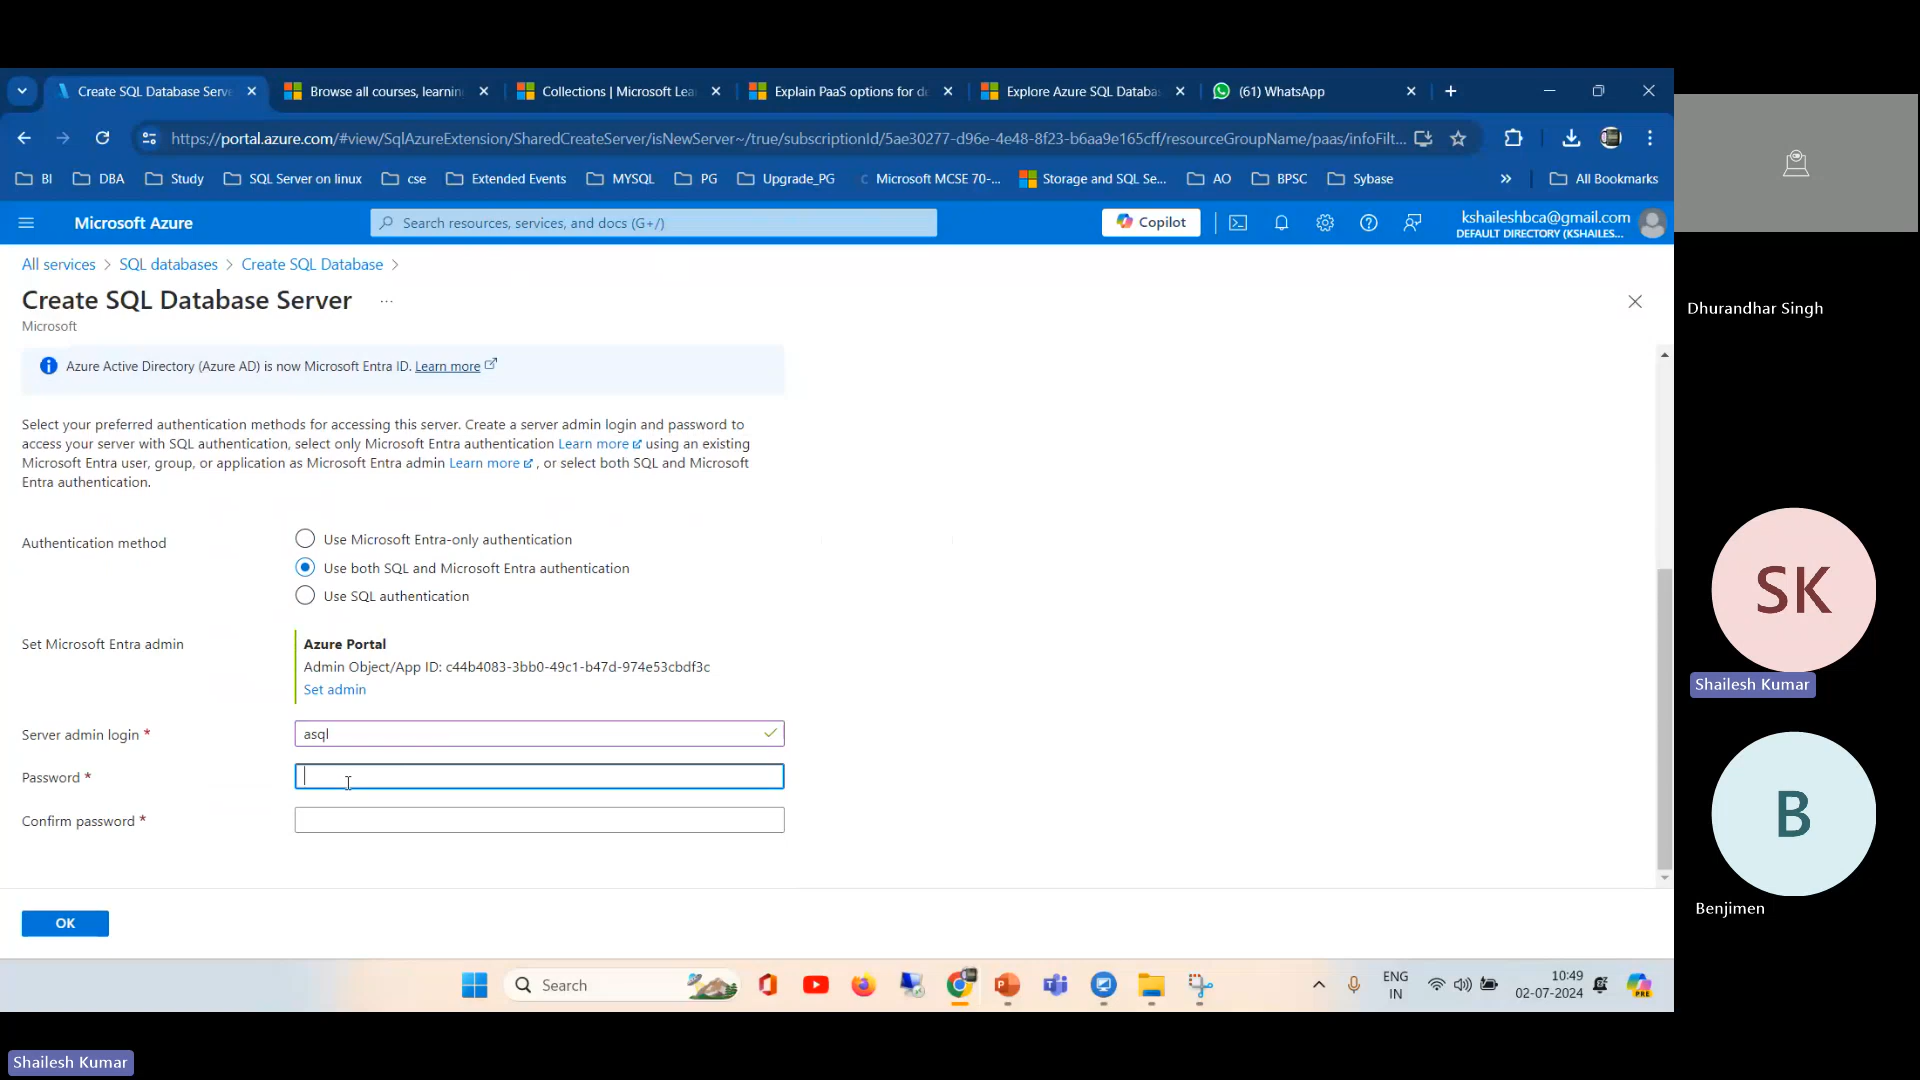 Create SQL Database Serv
Browse all courses, learnin
Collections | Microsoft Lea
Explain PaaS options for de
Explore Azure SQL Databa
(61) WhatsApp
https://portal.azure.com/#view/SqlAzureExtension/SharedCreateServer/isNewServer~/true/subscriptionId/5ae30277-d96e-4e48-8f23-b6aa9e165cff/resourceGroupName/paas/infoFilt...
BI
DBA
Study
SQL Server on linux
cse
Extended Events
MYSQL
PG
Upgrade_PG
Microsoft MCSE 70-...
Storage and SQL Se...
AO
BPSC
Sybase
All Bookmarks
Microsoft Azure
Search resources, services, and docs (G+/)
Copilot
kshaileshbca@gmail.com
DEFAULT DIRECTORY (KSHAILES...
All services > SQL databases > Create SQL Database >
Create SQL Database Server ...
Microsoft
Azure Active Directory (Azure AD) is now Microsoft Entra ID. Learn more
Select your preferred authentication methods for accessing this server. Create a server admin login and password to
access your server with SQL authentication, select only Microsoft Entra authentication Learn more using an existing
Microsoft Entra user, group, or application as Microsoft Entra admin Learn more , or select both SQL and Microsoft
Entra authentication.
Authentication method
Use Microsoft Entra-only authentication
Use both SQL and Microsoft Entra authentication
Use SQL authentication
Set Microsoft Entra admin
Azure Portal
Admin Object/App ID: c44b4083-3bb0-49c1-b47d-974e53cbdf3c
Set admin
Server admin login *
asql
Password *
Confirm password *
OK
Search
ENG
IN
10:49
02-07-2024
PRE
Dhurandhar Singh
SK
Shailesh Kumar
B
Benjimen
Shailesh Kumar